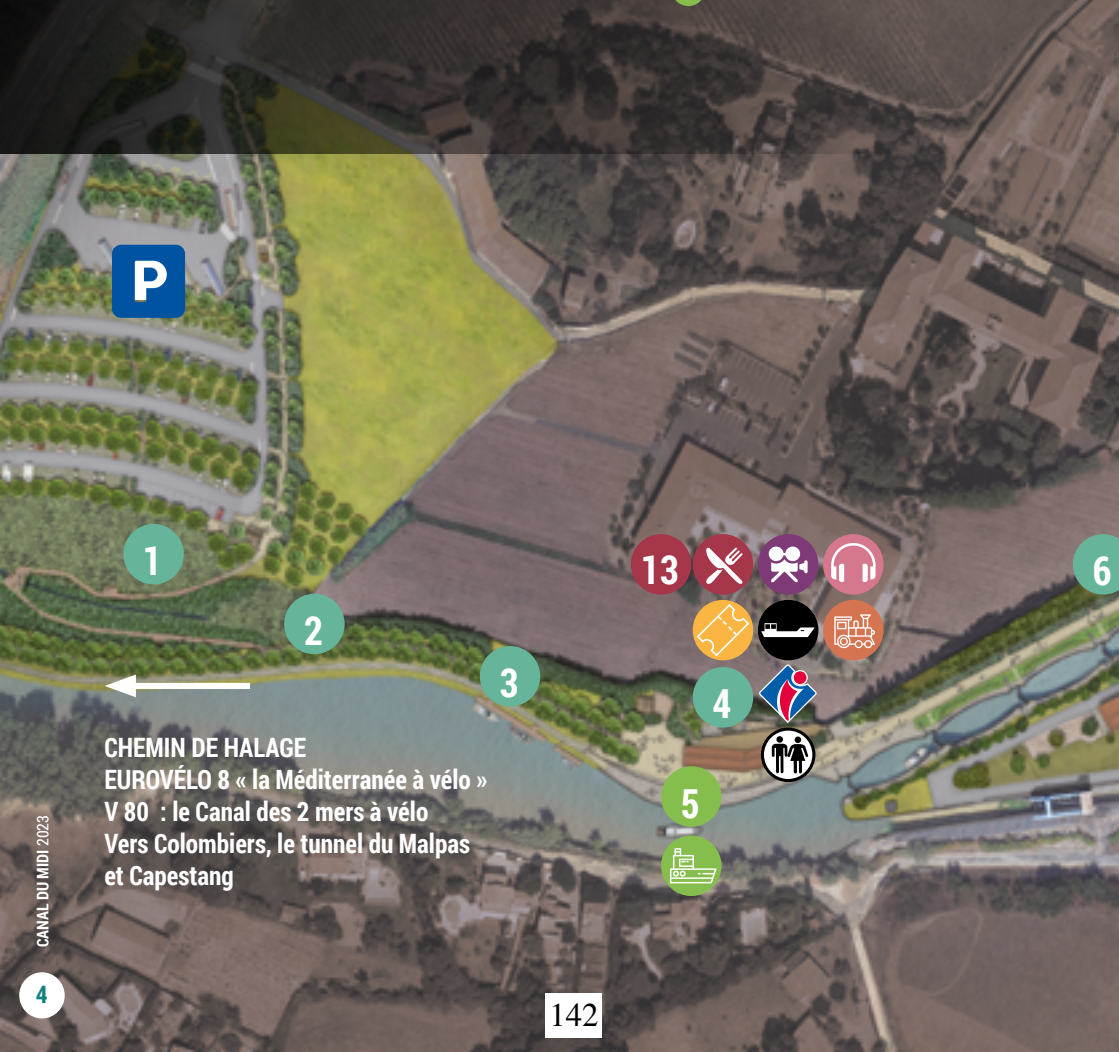 P
1
2
3
13
4
5
6
CHEMIN DE HALAGE
EUROVÉLO 8 « la Méditerranée à vélo »
V 80 : le Canal des 2 mers à vélo
Vers Colombiers, le tunnel du Malpas
et Capestang
CANAL DU MIDI 2023
4
142